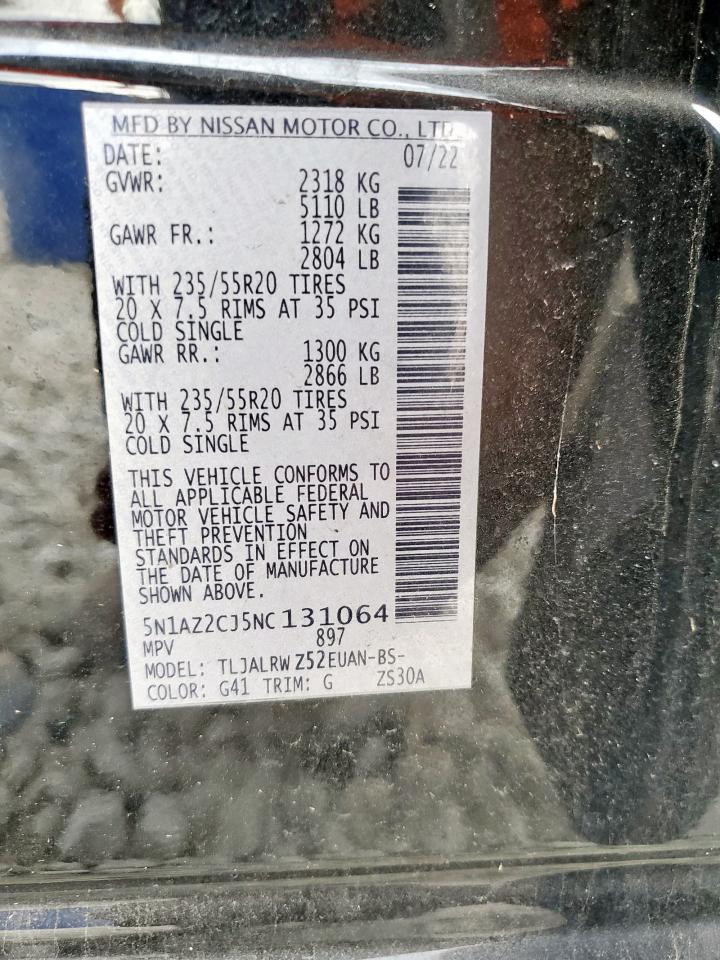 MFD BY NISSAN MOTOR CO., LTD.
DATE: 07/22
GVWR: 2318 KG
5110 LB
GAWR FR.: 1272 KG
2804 LB
WITH 235/55R20 TIRES
20 X 7.5 RIMS AT 35 PSI
COLD SINGLE
GAWR RR.: 1300 KG
2866 LB
WITH 235/55R20 TIRES
20 X 7.5 RIMS AT 35 PSI
COLD SINGLE
THIS VEHICLE CONFORMS TO
ALL APPLICABLE FEDERAL
MOTOR VEHICLE SAFETY AND
THEFT PREVENTION
STANDARDS IN EFFECT ON
THE DATE OF MANUFACTURE
SHOWN ABOVE.
5N1AZ2CJ5NC131064
MPV 897
MODEL: TLJALRW Z52EUAN-BS-
COLOR: G41 TRIM: G ZS30A